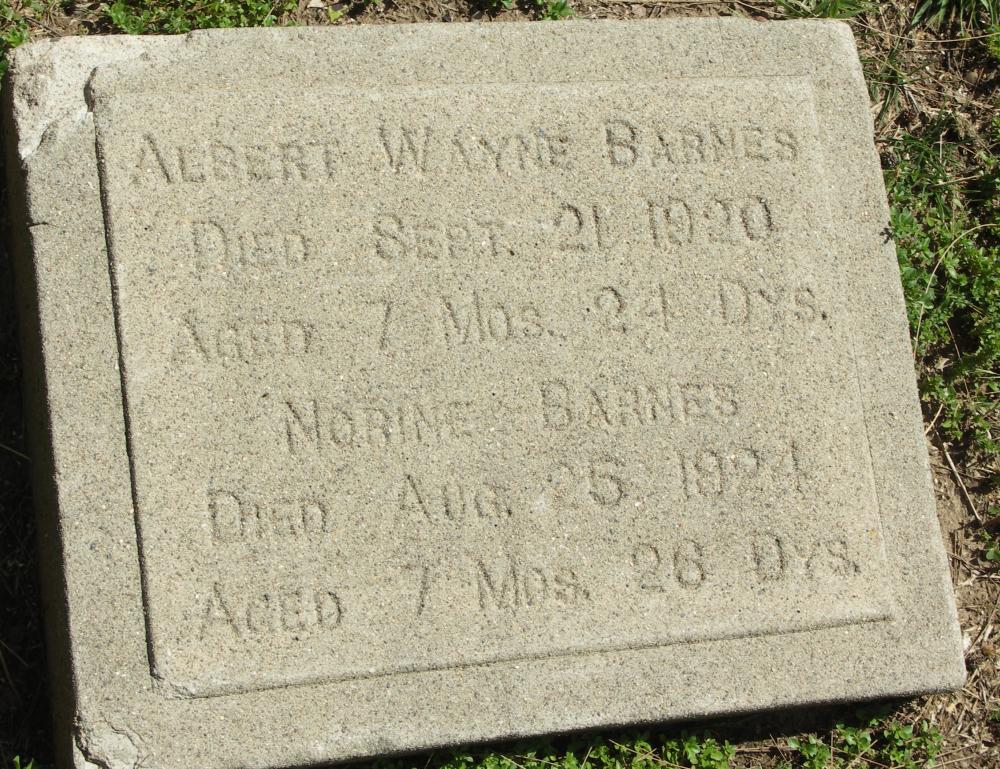 ALBERT WAYNE BARNES
DIED SEPT. 21 1920
AGED 7 MOS. 24 DYS.
NORINE BARNES
DIED AUG. 25 1924
AGED 7 MOS. 26 DYS.